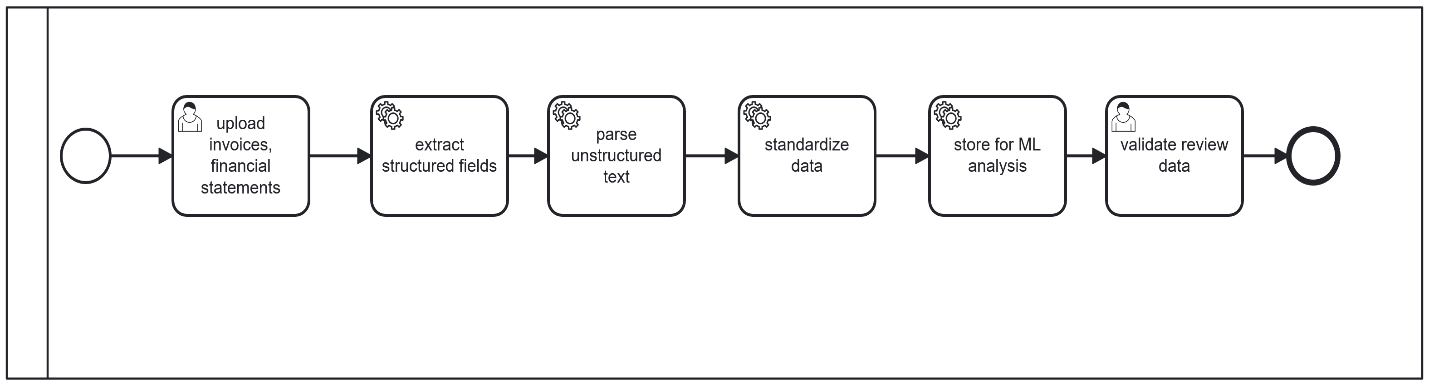 upload
invoices,
financial
statements
extract
structured fields
parse
unstructured
text
standardize
data
store for ML
analysis
validate review
data